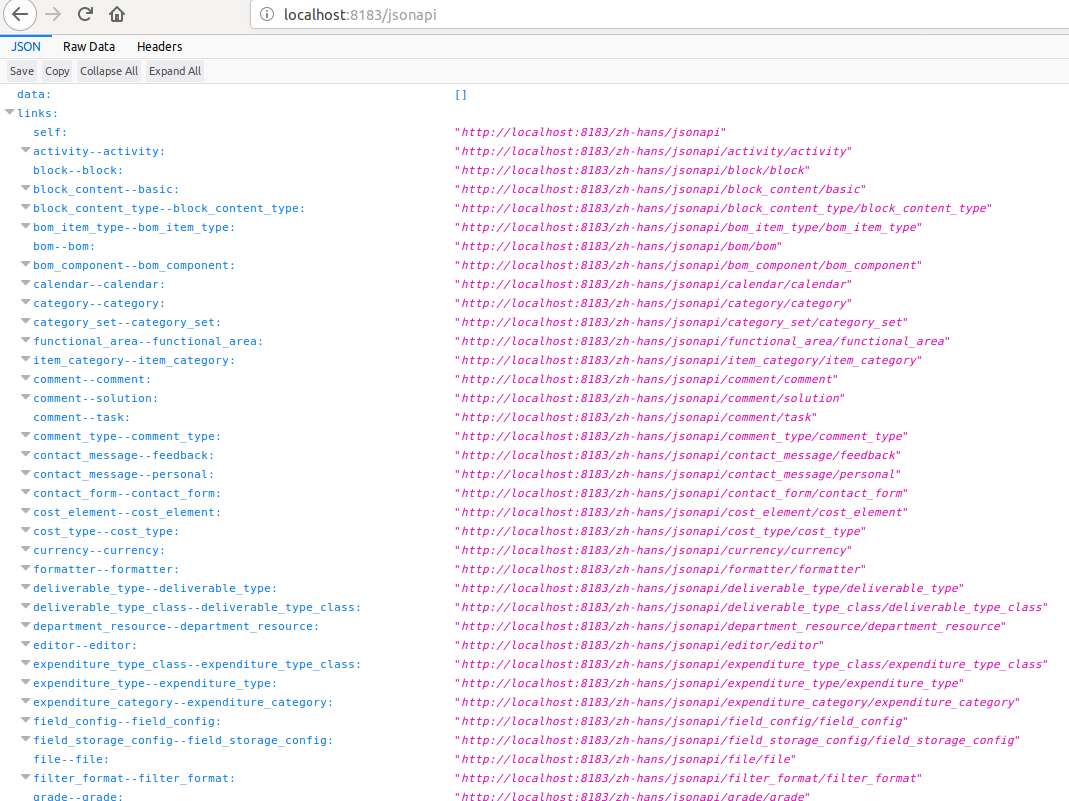 localhost:8183/jsonapi
JSON Raw Data Headers
Save Copy Collapse All Expand All
data: []
links:
self: "http://localhost:8183/zh-hans/jsonapi"
activity--activity: "http://localhost:8183/zh-hans/jsonapi/activity/activity"
block--block: "http://localhost:8183/zh-hans/jsonapi/block/block"
block_content--basic: "http://localhost:8183/zh-hans/jsonapi/block_content/basic"
block_content_type--block_content_type: "http://localhost:8183/zh-hans/jsonapi/block_content_type/block_content_type"
bom_item_type--bom_item_type: "http://localhost:8183/zh-hans/jsonapi/bom_item_type/bom_item_type"
bom--bom: "http://localhost:8183/zh-hans/jsonapi/bom/bom"
bom_component--bom_component: "http://localhost:8183/zh-hans/jsonapi/bom_component/bom_component"
calendar--calendar: "http://localhost:8183/zh-hans/jsonapi/calendar/calendar"
category--category: "http://localhost:8183/zh-hans/jsonapi/category/category"
category_set--category_set: "http://localhost:8183/zh-hans/jsonapi/category_set/category_set"
functional_area--functional_area: "http://localhost:8183/zh-hans/jsonapi/functional_area/functional_area"
item_category--item_category: "http://localhost:8183/zh-hans/jsonapi/item_category/item_category"
comment--comment: "http://localhost:8183/zh-hans/jsonapi/comment/comment"
comment--solution: "http://localhost:8183/zh-hans/jsonapi/comment/solution"
comment--task: "http://localhost:8183/zh-hans/jsonapi/comment/task"
comment_type--comment_type: "http://localhost:8183/zh-hans/jsonapi/comment_type/comment_type"
contact_message--feedback: "http://localhost:8183/zh-hans/jsonapi/contact_message/feedback"
contact_message--personal: "http://localhost:8183/zh-hans/jsonapi/contact_message/personal"
contact_form--contact_form: "http://localhost:8183/zh-hans/jsonapi/contact_form/contact_form"
cost_element--cost_element: "http://localhost:8183/zh-hans/jsonapi/cost_element/cost_element"
cost_type--cost_type: "http://localhost:8183/zh-hans/jsonapi/cost_type/cost_type"
currency--currency: "http://localhost:8183/zh-hans/jsonapi/currency/currency"
formatter--formatter: "http://localhost:8183/zh-hans/jsonapi/formatter/formatter"
deliverable_type--deliverable_type: "http://localhost:8183/zh-hans/jsonapi/deliverable_type/deliverable_type"
deliverable_type_class--deliverable_type_class: "http://localhost:8183/zh-hans/jsonapi/deliverable_type_class/deliverable_type_class"
department_resource--department_resource: "http://localhost:8183/zh-hans/jsonapi/department_resource/department_resource"
editor--editor: "http://localhost:8183/zh-hans/jsonapi/editor/editor"
expenditure_type_class--expenditure_type_class: "http://localhost:8183/zh-hans/jsonapi/expenditure_type_class/expenditure_type_class"
expenditure_type--expenditure_type: "http://localhost:8183/zh-hans/jsonapi/expenditure_type/expenditure_type"
expenditure_category--expenditure_category: "http://localhost:8183/zh-hans/jsonapi/expenditure_category/expenditure_category"
field_config--field_config: "http://localhost:8183/zh-hans/jsonapi/field_config/field_config"
field_storage_config--field_storage_config: "http://localhost:8183/zh-hans/jsonapi/field_storage_config/field_storage_config"
file--file: "http://localhost:8183/zh-hans/jsonapi/file/file"
filter_format--filter_format: "http://localhost:8183/zh-hans/jsonapi/filter_format/filter_format"
grade--grade: "http://localhost:8183/zh-hans/jsonapi/grade/grade"